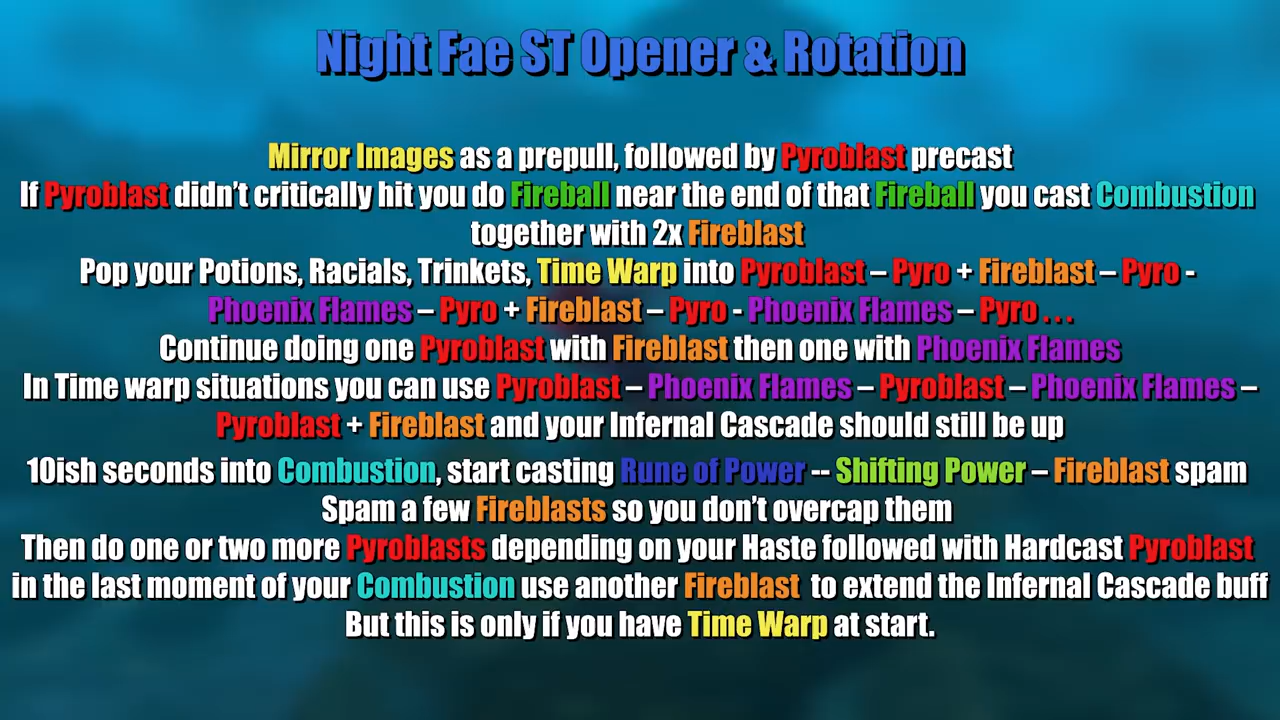 Night Fae ST Opener & Rotation
Mirror Images as a prepull, followed by Pyroblast precast
If Pyroblast didn't critically hit you do Fireball near the end of that Fireball you cast Combustion
together with 2x Fireblast
Pop your Potions, Racials, Trinkets, Time Warp into Pyroblast – Pyro + Fireblast – Pyro -
Phoenix Flames – Pyro + Fireblast – Pyro - Phoenix Flames – Pyro . . .
Continue doing one Pyroblast with Fireblast then one with Phoenix Flames
In Time warp situations you can use Pyroblast – Phoenix Flames – Pyroblast – Phoenix Flames –
Pyroblast + Fireblast and your Infernal Cascade should still be up
10ish seconds into Combustion, start casting Rune of Power -- Shifting Power – Fireblast spam
Spam a few Fireblasts so you don't overcap them
Then do one or two more Pyroblasts depending on your Haste followed with Hardcast Pyroblast
in the last moment of your Combustion use another Fireblast to extend the Infernal Cascade buff
But this is only if you have Time Warp at start.